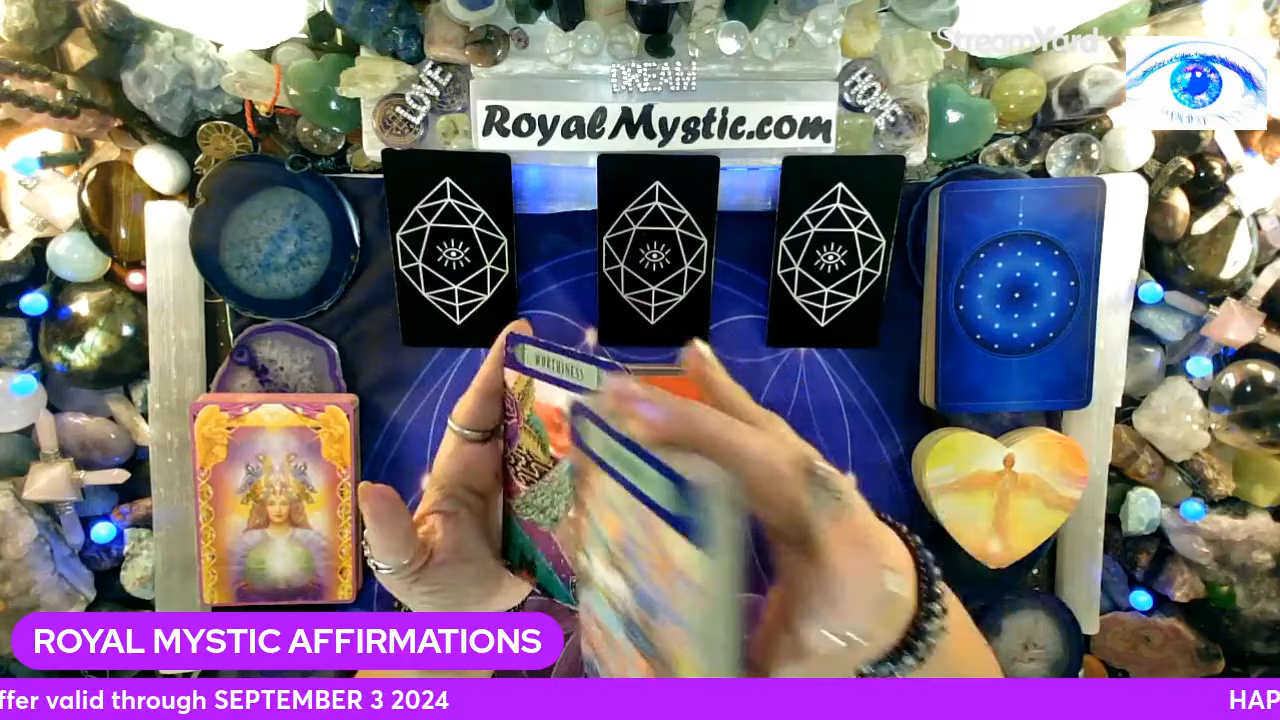 StreamYard
LOVE
DREAM
HOPE
RoyalMystic.com
WORTHINESS
ROYAL MYSTIC AFFIRMATIONS
ffer valid through SEPTEMBER 3 2024
HAP